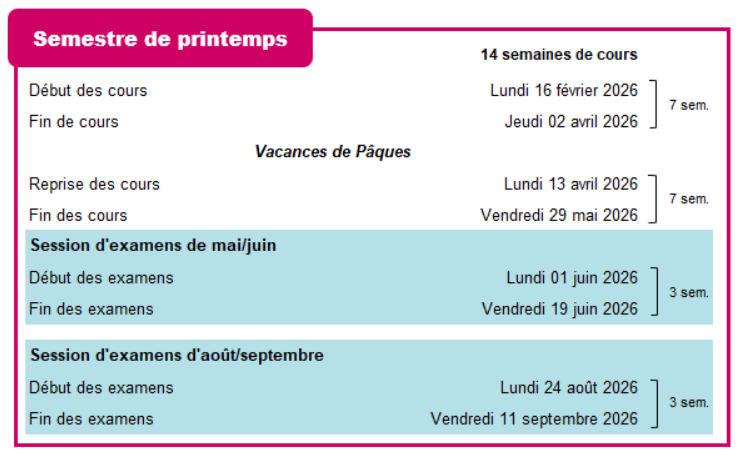 Semestre de printemps
14 semaines de cours
Début des cours Lundi 16 février 2026
7 sem.
Fin de cours Jeudi 02 avril 2026
Vacances de Pâques
Reprise des cours Lundi 13 avril 2026
7 sem.
Fin des cours Vendredi 29 mai 2026
Session d'examens de mai/juin
Début des examens Lundi 01 juin 2026
3 sem.
Fin des examens Vendredi 19 juin 2026
Session d'examens d'août/septembre
Début des examens Lundi 24 août 2026
3 sem.
Fin des examens Vendredi 11 septembre 2026